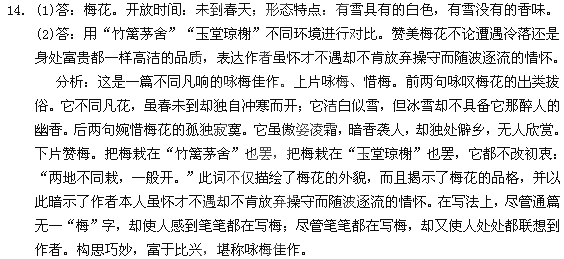 14. (1)答：梅花。开放时间：未到春天；形态特点：有雪具有的白色，有雪没有的香味。
(2)答：用“竹篱茅舍”“玉堂琼榭”不同环境进行对比。赞美梅花不论遭遇冷落还是
身处富贵都一样高洁的品质，表达作者虽怀才不遇却不肯放弃操守而随波逐流的情怀。
分析：这是一篇不同凡响的咏梅佳作。上片咏梅、惜梅。前两句咏叹梅花的出类拔
俗。它不同凡花，虽春未到却独自冲寒而开；它洁白似雪，但冰雪却不具备它那醉人的
幽香。后两句婉惜梅花的孤独寂寞。它虽傲姿凌霜，暗香袭人，却独处僻乡，无人欣赏。
下片赞梅。把梅栽在“竹篱茅舍”也罢，把梅栽在“玉堂琼榭”也罢，它都不改初衷：
“两地不同栽，一般开。”此词不仅描绘了梅花的外貌，而且揭示了梅花的品格，并以
此暗示了作者本人虽怀才不遇却不肯放弃操守而随波逐流的情怀。在写法上，尽管通篇
无一“梅”字，却使人感到笔笔都在写梅；尽管笔笔都在写梅，却又使人处处都联想到
作者。构思巧妙，富于比兴，堪称咏梅佳作。